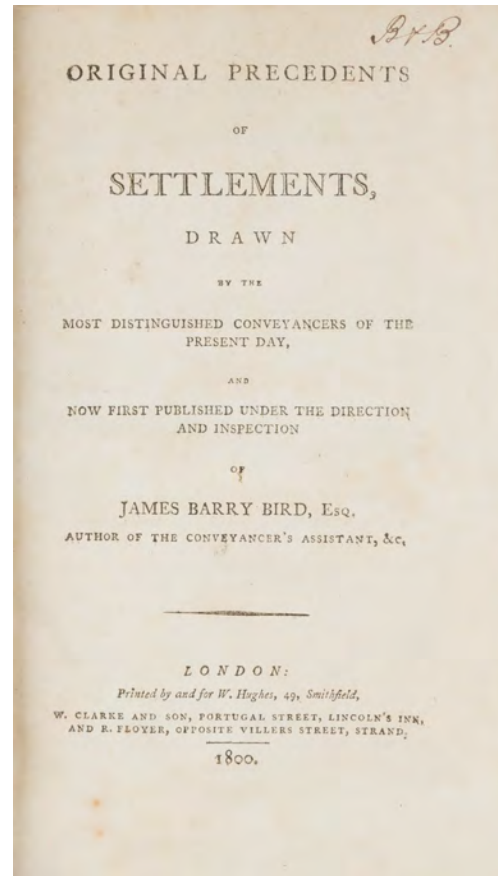 B & B.
ORIGINAL PRECEDENTS
OF
SETTLEMENTS,
DRAWN
BY THE
MOST DISTINGUISHED CONVEYANCERS OF THE
PRESENT DAY,
AND
NOW FIRST PUBLISHED UNDER THE DIRECTION
AND INSPECTION
OF
JAMES BARRY BIRD, Esq.
AUTHOR OF THE CONVEYANCER'S ASSISTANT, &c,
LONDON:
Printed by and for W. Hughes, 49, Smithfield,
W. CLARKE AND SON, PORTUGAL STREET, LINCOLN'S INN,
AND R. FLOYER, OPPOSITE VILLERS STREET, STRAND.
1800.